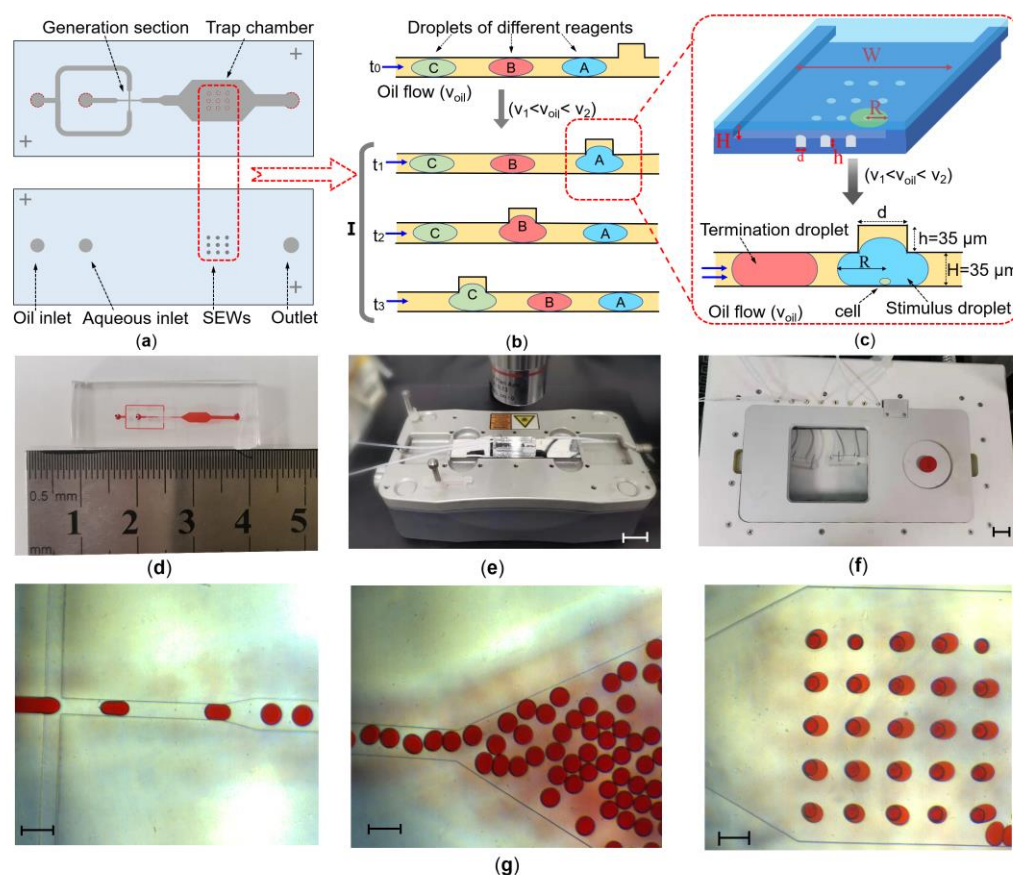 Generation section
Trap chamber
Oil inlet
Aqueous inlet
SEWs
Outlet
(a)
Droplets of different reagents
t0
C
B
A
Oil flow (voil)
(v1<voil< v2)
I
t1
C
B
A
t2
C
B
A
t3
C
B
A
(b)
W
R
H
d
h
(v1<voil< v2)
Termination droplet
d
h=35 μm
R
H=35 μm
Oil flow (voil)
cell
Stimulus droplet
(c)
0.5 mm
1 2 3 4 5
mm
(d)
(e)
(f)
(g)